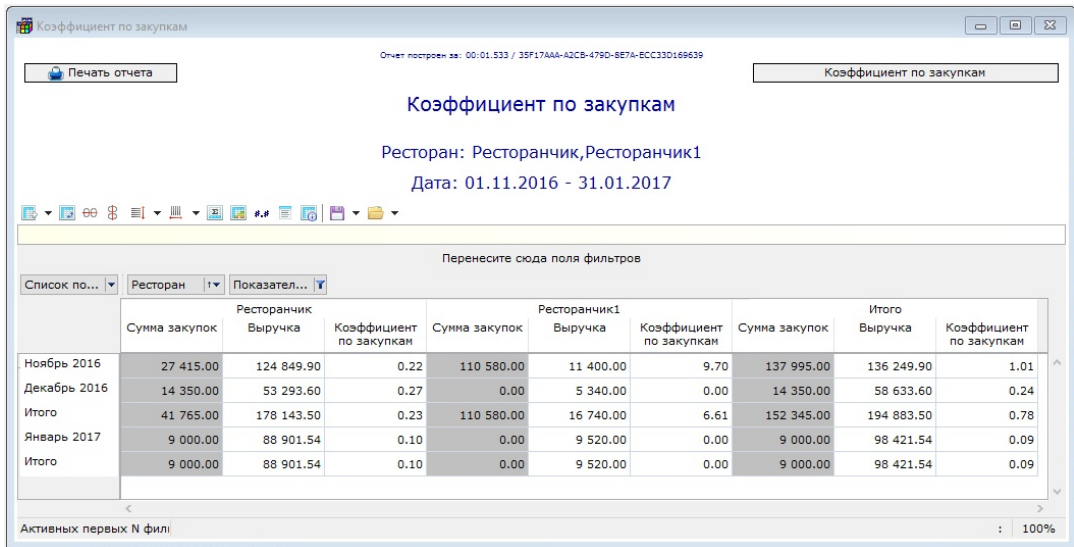 Коэффициент по закупкам
Отчет построен за: 00:01.533 / 35F17AAA-A2CB-479D-8E7A-ECC33D169639
Печать отчета
Коэффициент по закупкам
Коэффициент по закупкам
Ресторан: Ресторанчик,Ресторанчик1
Дата: 01.11.2016 - 31.01.2017
Перенесите сюда поля фильтров
Список по... Ресторан Показател...
Ресторанчик Ресторанчик1 Итого
Сумма закупок Выручка Коэффициент по закупкам Сумма закупок Выручка Коэффициент по закупкам Сумма закупок Выручка Коэффициент по закупкам
Ноябрь 2016 27 415.00 124 849.90 0.22 110 580.00 11 400.00 9.70 137 995.00 136 249.90 1.01
Декабрь 2016 14 350.00 53 293.60 0.27 0.00 5 340.00 0.00 14 350.00 58 633.60 0.24
Итого 41 765.00 178 143.50 0.23 110 580.00 16 740.00 6.61 152 345.00 194 883.50 0.78
Январь 2017 9 000.00 88 901.54 0.10 0.00 9 520.00 0.00 9 000.00 98 421.54 0.09
Итого 9 000.00 88 901.54 0.10 0.00 9 520.00 0.00 9 000.00 98 421.54 0.09
Активных первых N фил : 100%